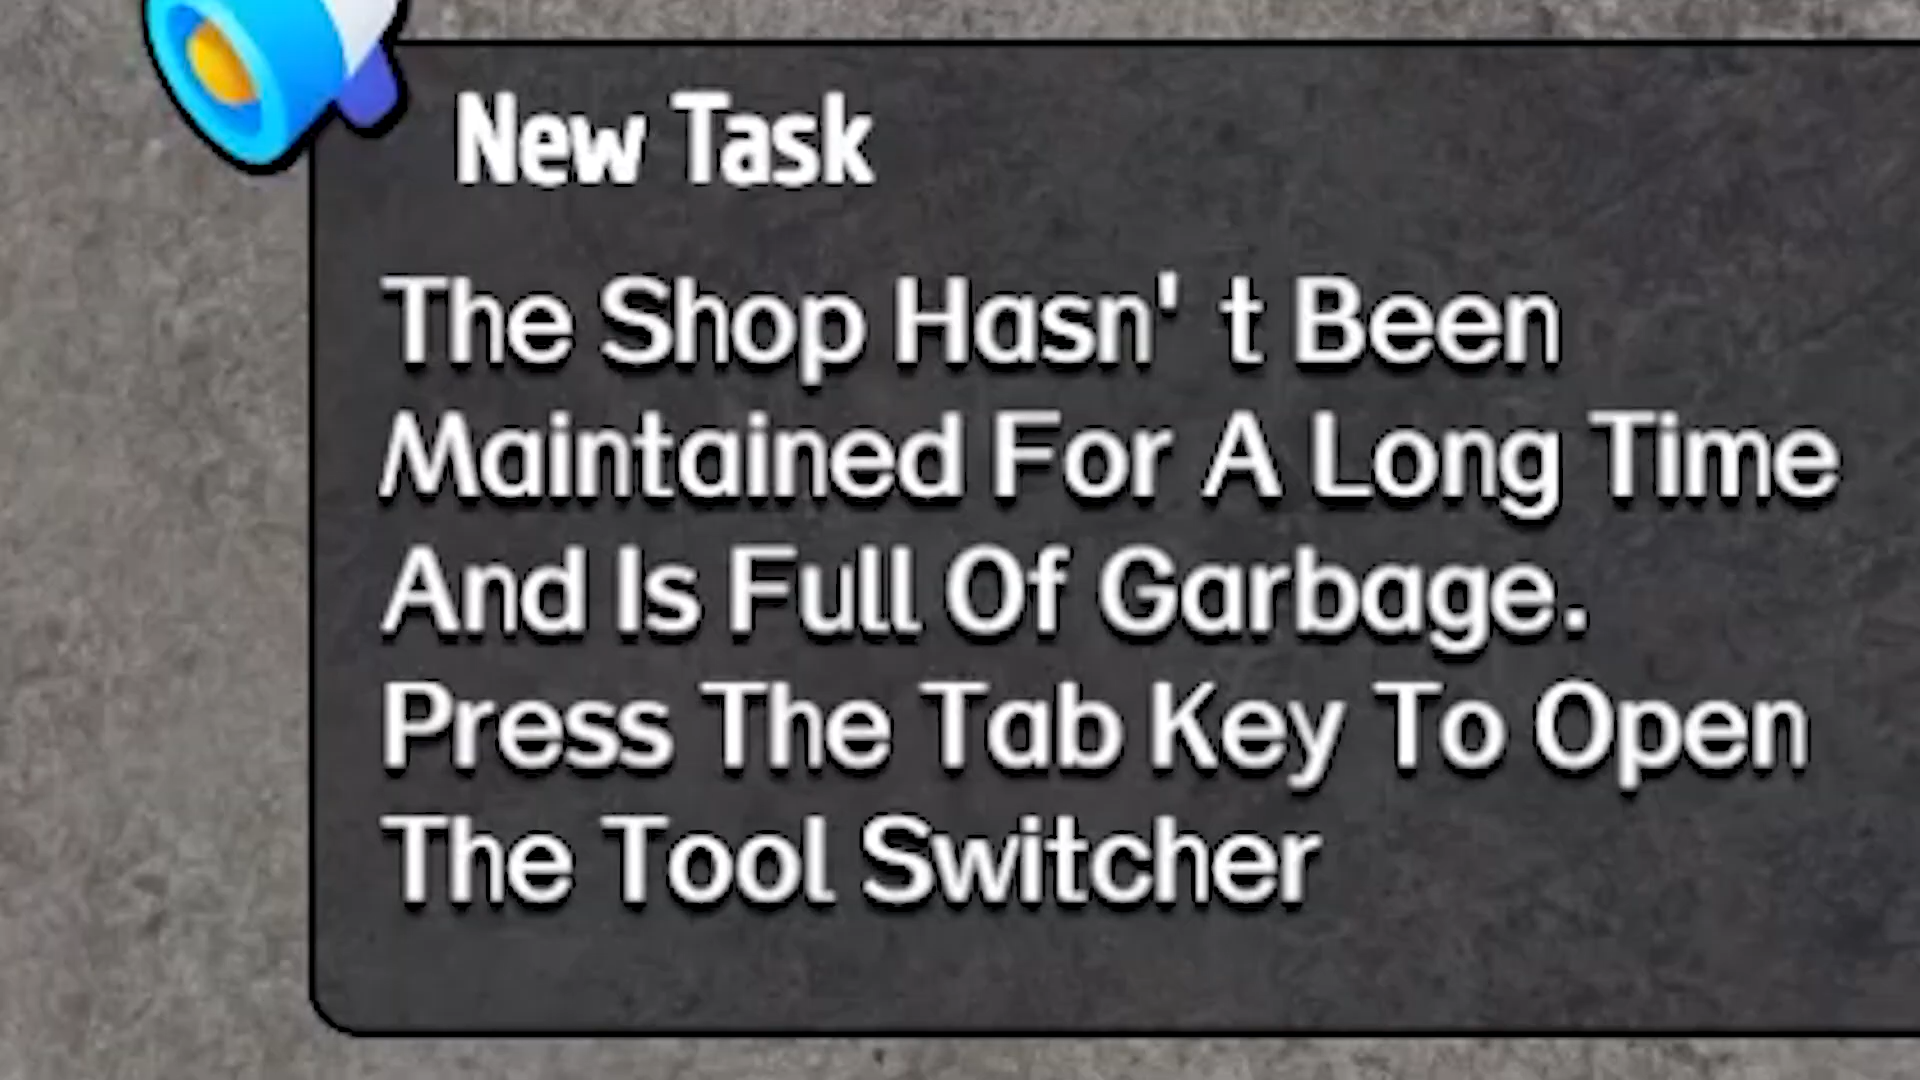 New Task
The Shop Hasn' t Been
Maintained For A Long Time
And Is Full Of Garbage.
Press The Tab Key To Open
The Tool Switcher